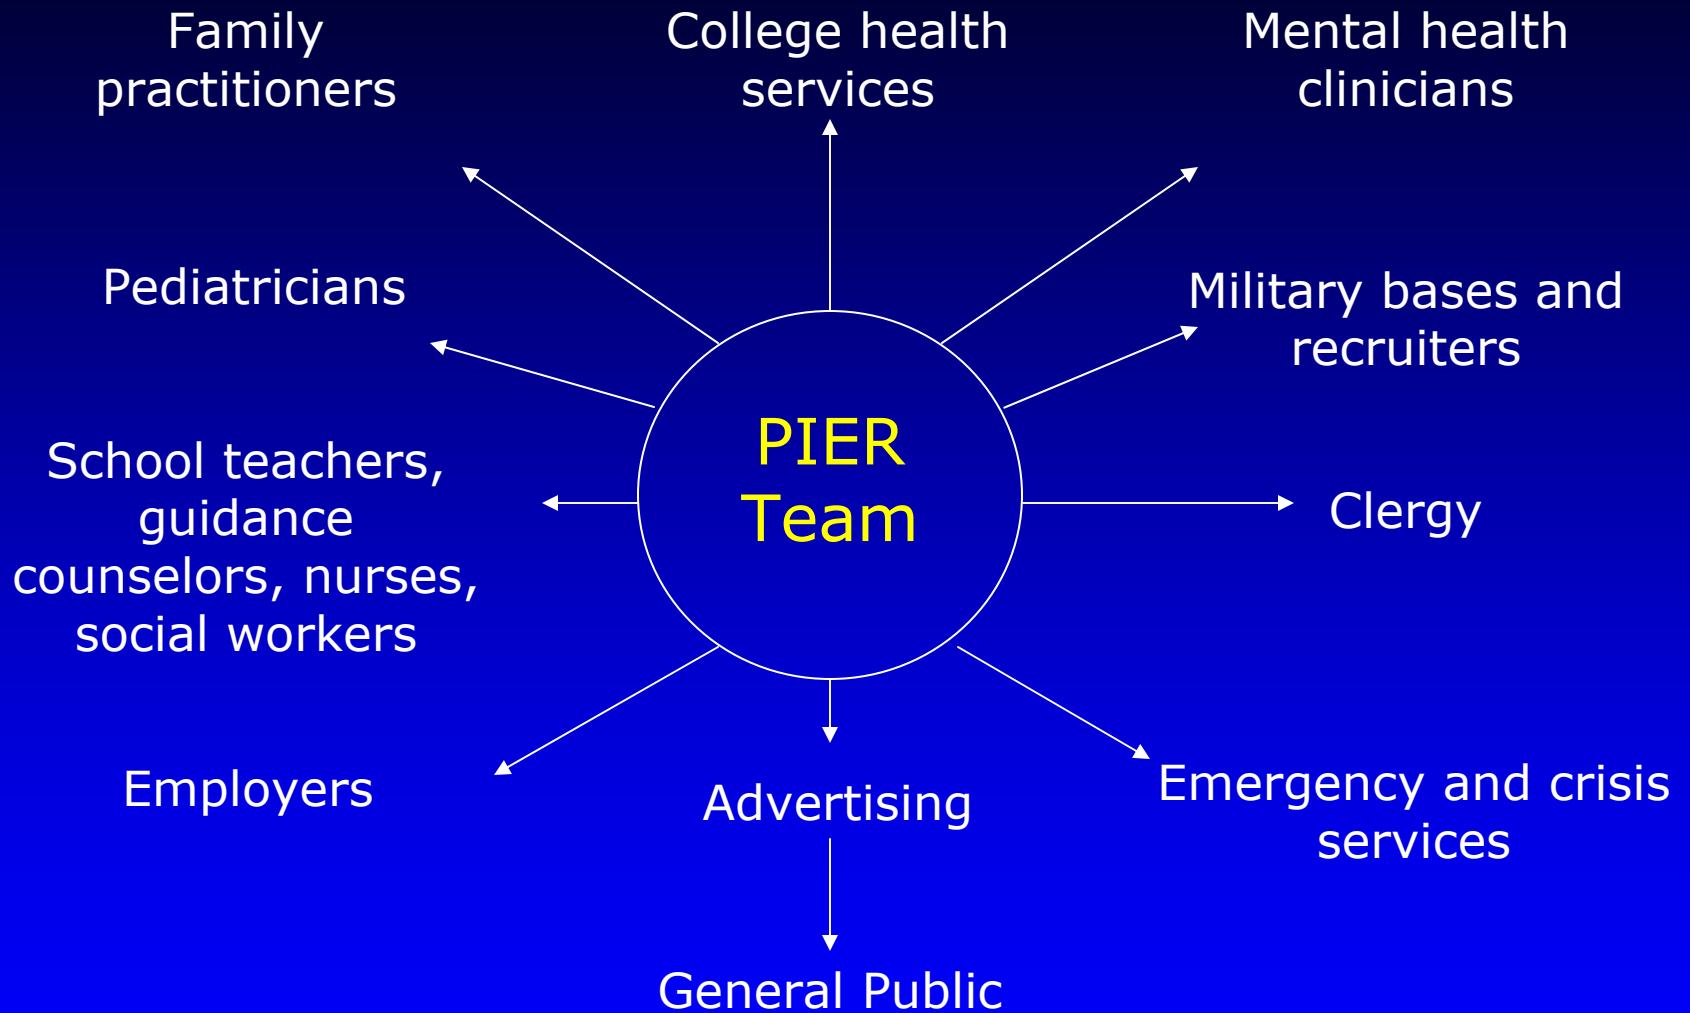 Family
practitioners
College health
services
Mental health
clinicians
Pediatricians
Military bases and
recruiters
PIER
Team
School teachers,
guidance
counselors, nurses,
social workers
Clergy
Employers
Advertising
Emergency and crisis
services
General Public